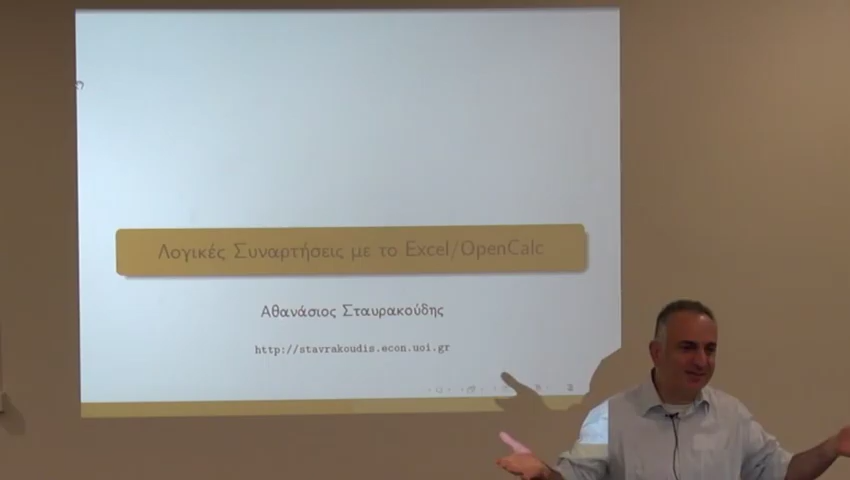 Λογικές Συναρτήσεις με το Excel/OpenCalc
Αθανάσιος Σταυρακούδης
http://stavrakoudis.econ.uoi.gr